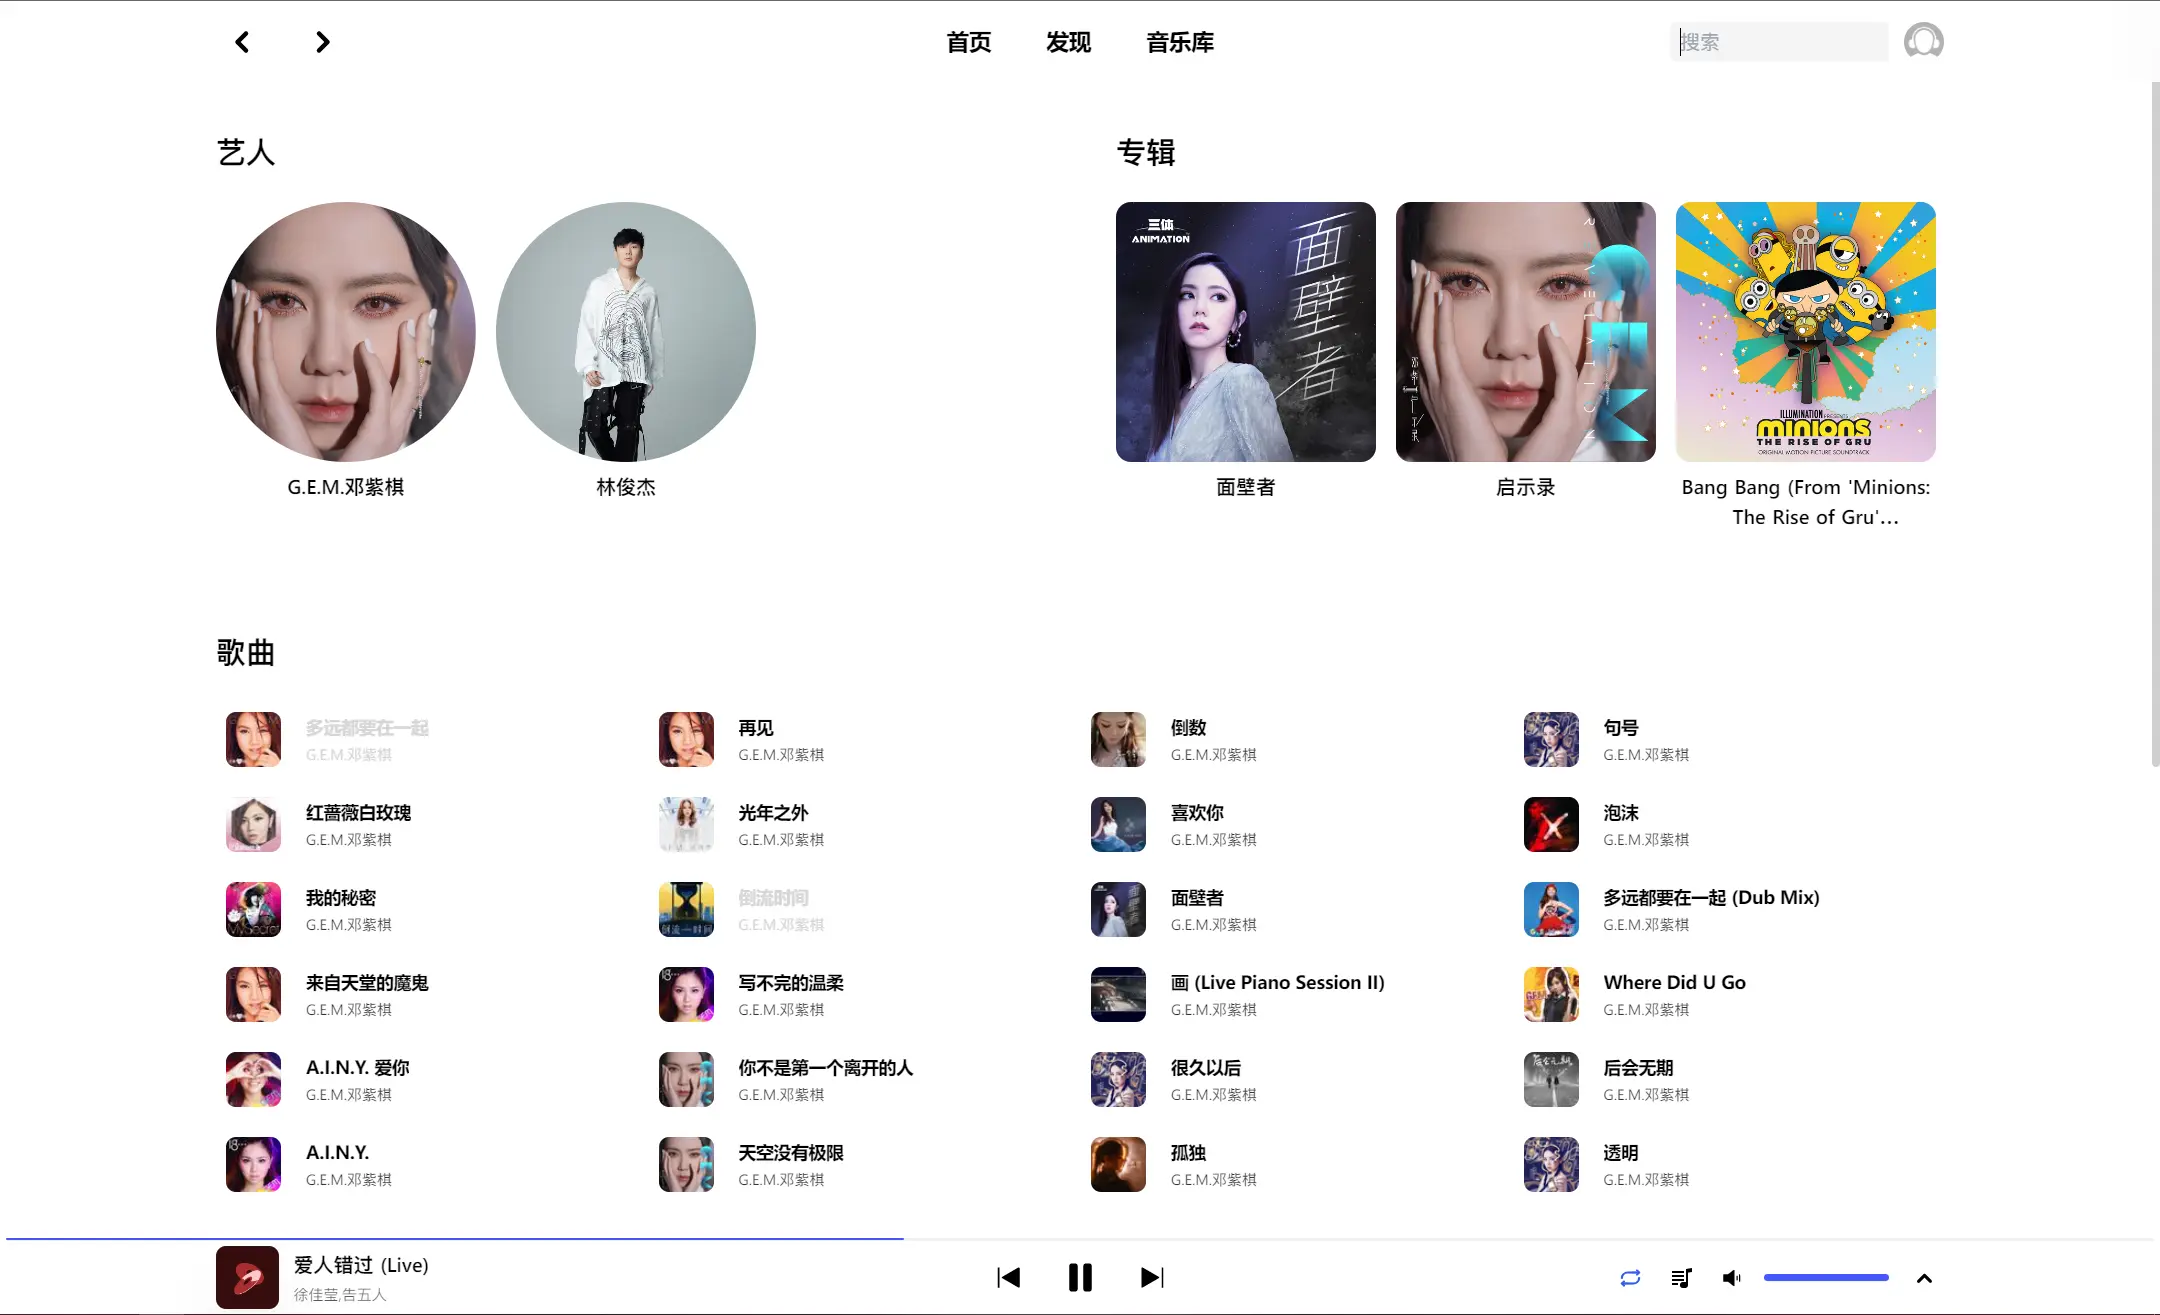 首页 发现 音乐库 搜索
艺人
专辑
三体
ANIMATION
面壁者
REVELATION
ILLUMINATION PRESENTS
MINIONS
THE RISE OF GRU
ORIGINAL MOTION PICTURE SOUNDTRACK
G.E.M.邓紫棋
林俊杰
面壁者
启示录
Bang Bang (From 'Minions:
The Rise of Gru'...
歌曲
多远都要在一起
G.E.M.邓紫棋
再见
G.E.M.邓紫棋
倒数
G.E.M.邓紫棋
句号
G.E.M.邓紫棋
红蔷薇白玫瑰
G.E.M.邓紫棋
光年之外
G.E.M.邓紫棋
喜欢你
G.E.M.邓紫棋
泡沫
G.E.M.邓紫棋
我的秘密
G.E.M.邓紫棋
倒流时间
G.E.M.邓紫棋
面壁者
G.E.M.邓紫棋
多远都要在一起 (Dub Mix)
G.E.M.邓紫棋
来自天堂的魔鬼
G.E.M.邓紫棋
写不完的温柔
G.E.M.邓紫棋
画 (Live Piano Session II)
G.E.M.邓紫棋
Where Did U Go
G.E.M.邓紫棋
A.I.N.Y. 爱你
G.E.M.邓紫棋
你不是第一个离开的人
G.E.M.邓紫棋
很久以后
G.E.M.邓紫棋
后会无期
G.E.M.邓紫棋
A.I.N.Y.
G.E.M.邓紫棋
天空没有极限
G.E.M.邓紫棋
孤独
G.E.M.邓紫棋
透明
G.E.M.邓紫棋
爱人错过 (Live)
徐佳莹,告五人